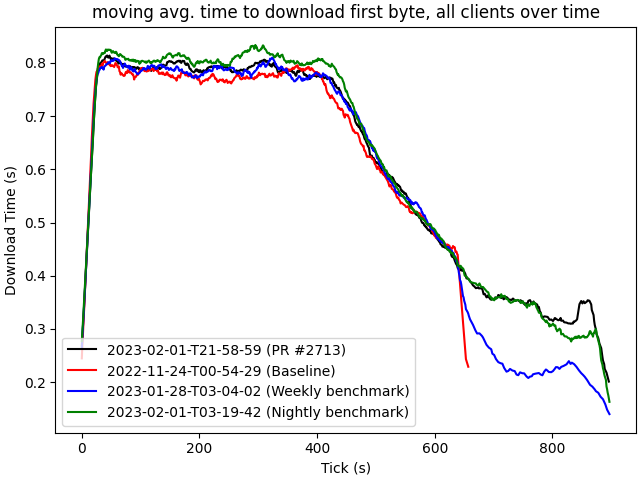 moving avg. time to download first byte, all clients over time
Download Time (s)
0.8
0.7
0.6
0.5
0.4
0.3
0.2
2023-02-01-T21-58-59 (PR #2713)
2022-11-24-T00-54-29 (Baseline)
2023-01-28-T03-04-02 (Weekly benchmark)
2023-02-01-T03-19-42 (Nightly benchmark)
0 200 400 600 800
Tick (s)